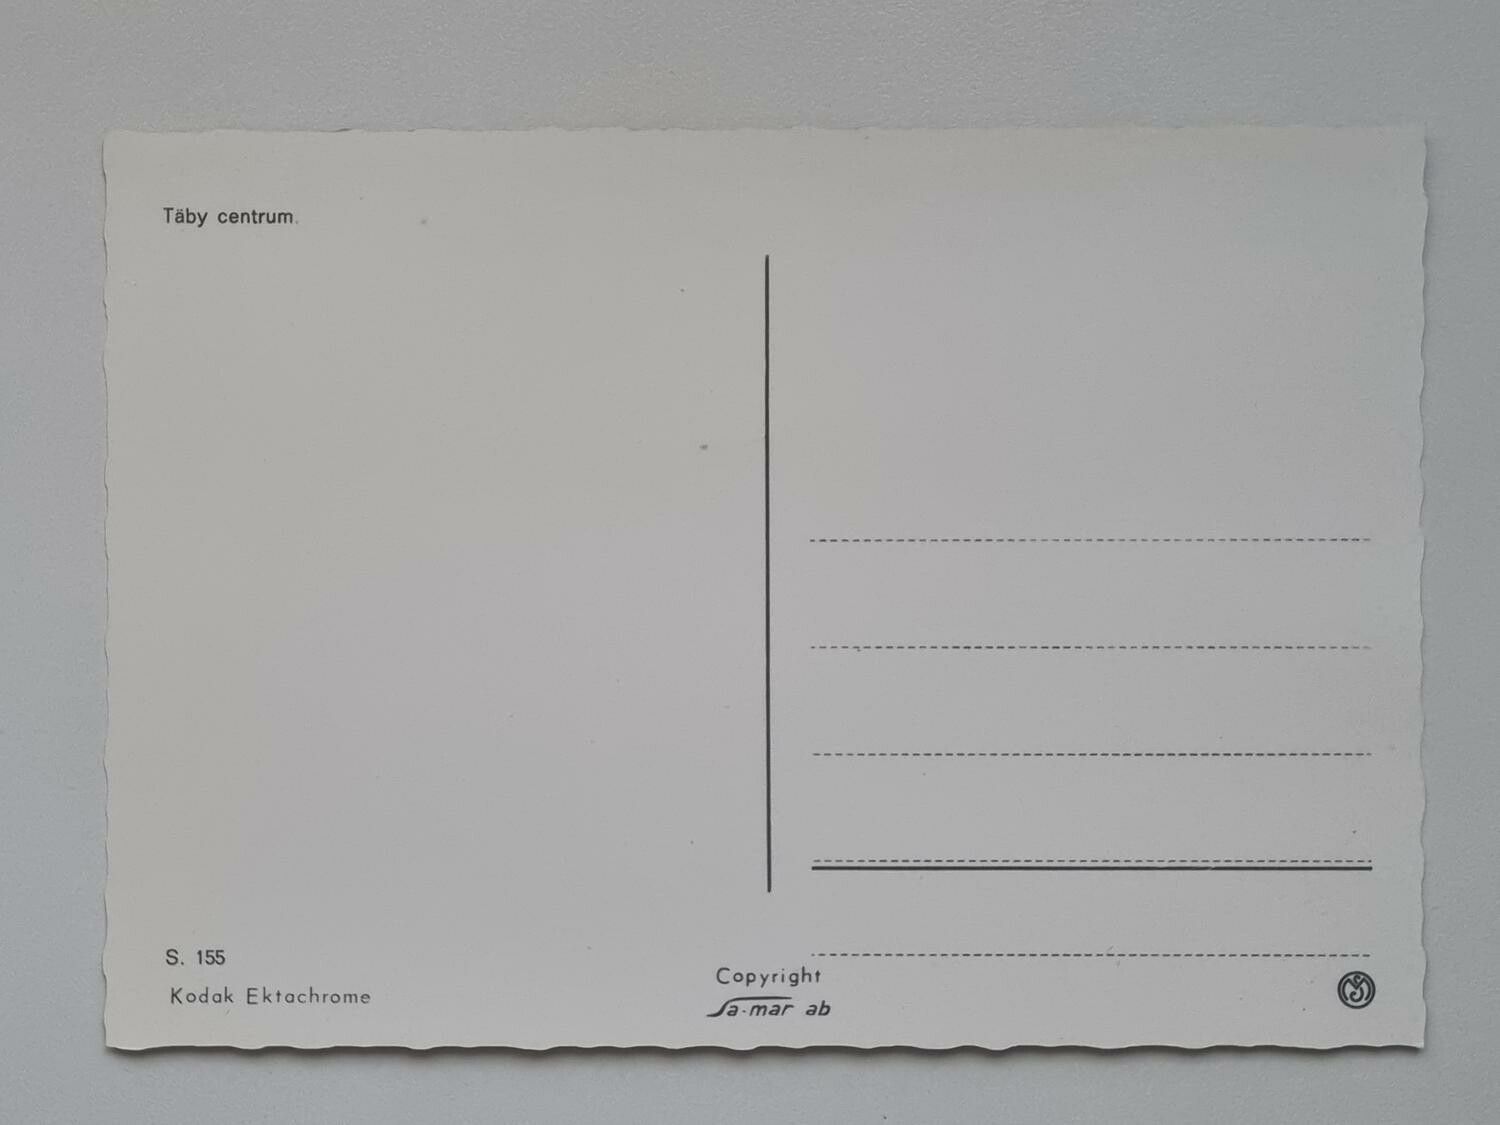 Täby centrum.
S. 155
Kodak Ektachrome
Copyright
Sa-mar ab